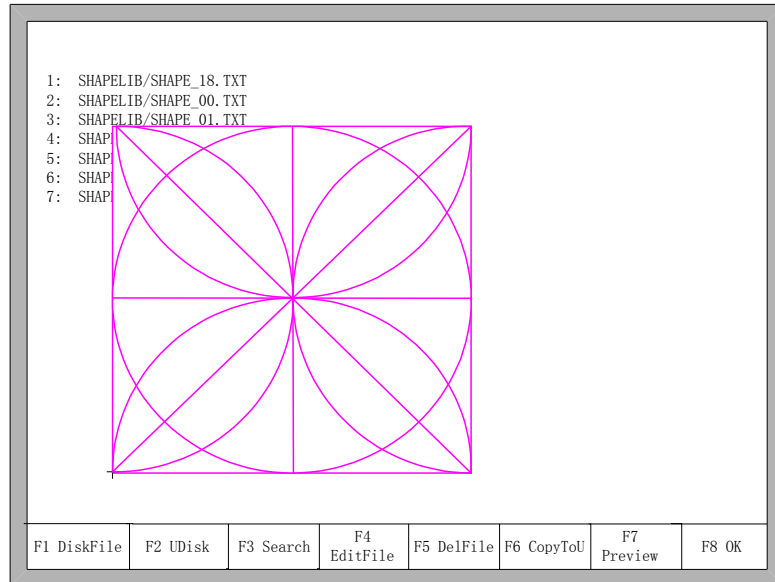 1: SHAPELIB/SHAPE_18.TXT
2: SHAPELIB/SHAPE_00.TXT
3: SHAPELIB/SHAPE_01.TXT
4: SHAP
5: SHAP
6: SHAP
7: SHAP
F1 DiskFile
F2 UDisk
F3 Search
F4
EditFile
F5 DelFile
F6 CopyToU
F7
Preview
F8 OK